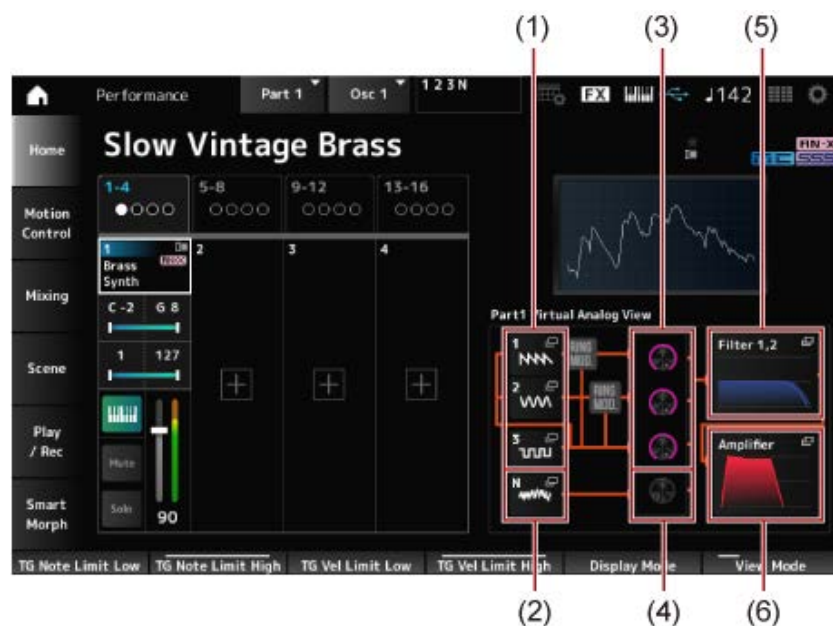 (1) (3) (5)
Performance Part 1 Osc 1 1 2 3 N FX ♩142
Home
Slow Vintage Brass
AN-X
1-4 5-8 9-12 13-16
Motion
Control
1 2 3 4
Brass
Synth
Mixing
C -2 G 8
Part1 Virtual Analog View
1 127
1 RING
MOD.
Filter 1,2
Scene
2 RING
MOD.
3
Amplifier
Play
/ Rec
Mute
N
Smart
Morph
Solo
90
TG Note Limit Low TG Note Limit High TG Vel Limit Low TG Vel Limit High Display Mode View Mode
(2) (4) (6)